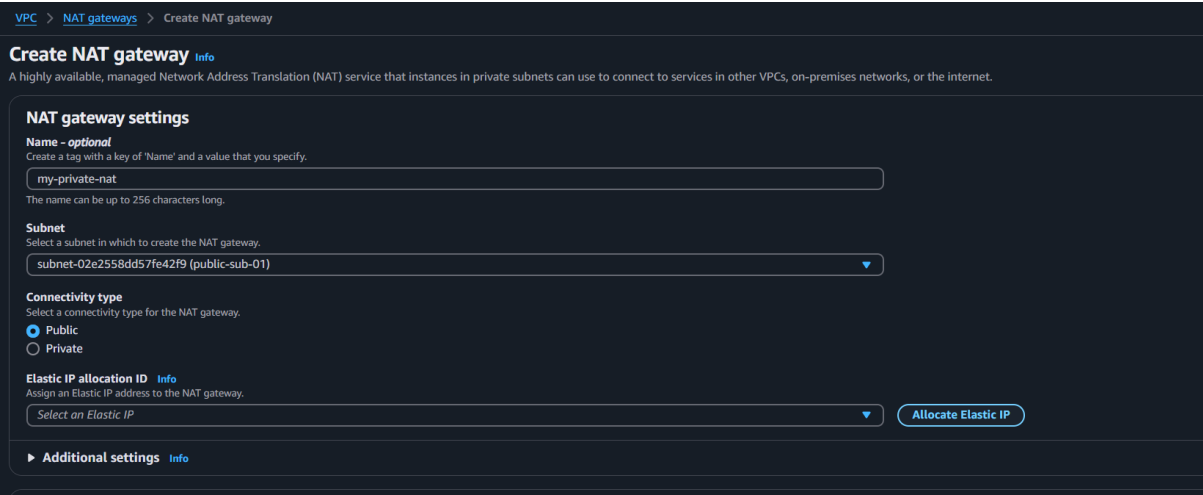 VPC > NAT gateways > Create NAT gateway
Create NAT gateway Info
A highly available, managed Network Address Translation (NAT) service that instances in private subnets can use to connect to services in other VPCs, on-premises networks, or the internet.
NAT gateway settings
Name - optional
Create a tag with a key of 'Name' and a value that you specify.
my-private-nat
The name can be up to 256 characters long.
Subnet
Select a subnet in which to create the NAT gateway.
subnet-02e2558dd57fe42f9 (public-sub-01)
Connectivity type
Select a connectivity type for the NAT gateway.
Public
Private
Elastic IP allocation ID Info
Assign an Elastic IP address to the NAT gateway.
Select an Elastic IP Allocate Elastic IP
Additional settings Info